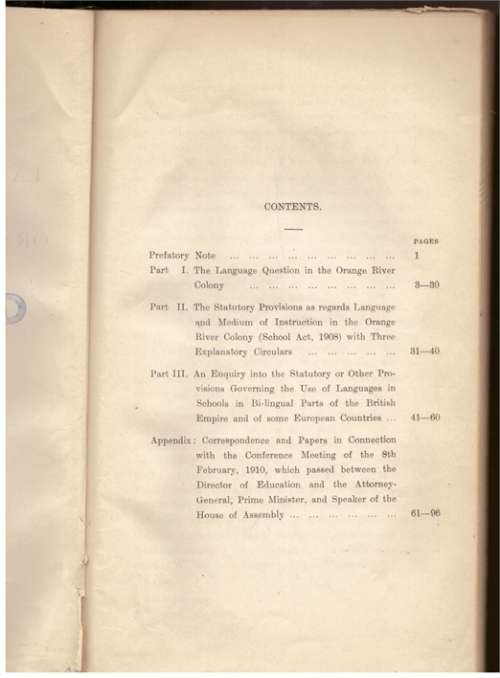 CONTENTS.
PAGES
Prefatory Note ... ... ... ... ... ... ... ... ... 1
Part I. The Language Question in the Orange River
Colony ... ... ... ... ... ... ... ... 3—30
Part II. The Statutory Provisions as regards Language
and Medium of Instruction in the Orange
River Colony (School Act, 1908) with Three
Explanatory Circulars ... ... ... ... ... 31—40
Part III. An Enquiry into the Statutory or Other Pro-
visions Governing the Use of Languages in
Schools in Bi-lingual Parts of the British
Empire and of some European Countries ... 41—60
Appendix: Correspondence and Papers in Connection
with the Conference Meeting of the 8th
February, 1910, which passed between the
Director of Education and the Attorney-
General, Prime Minister, and Speaker of the
House of Assembly ... ... ... ... ... ... 61—96